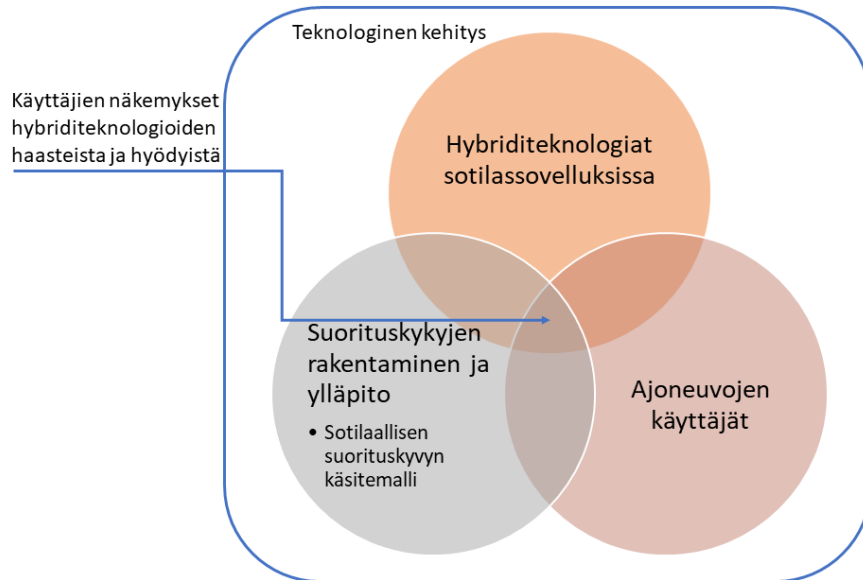 Teknologinen kehitys
Käyttäjien näkemykset
hybriditeknologioiden
haasteista ja hyödyistä
Hybriditeknologiat
sotilassovelluksissa
Suorituskykyjen
rakentaminen ja
ylläpito
• Sotilaallisen
suorituskyvyn
käsitemalli
Ajoneuvojen
käyttäjät